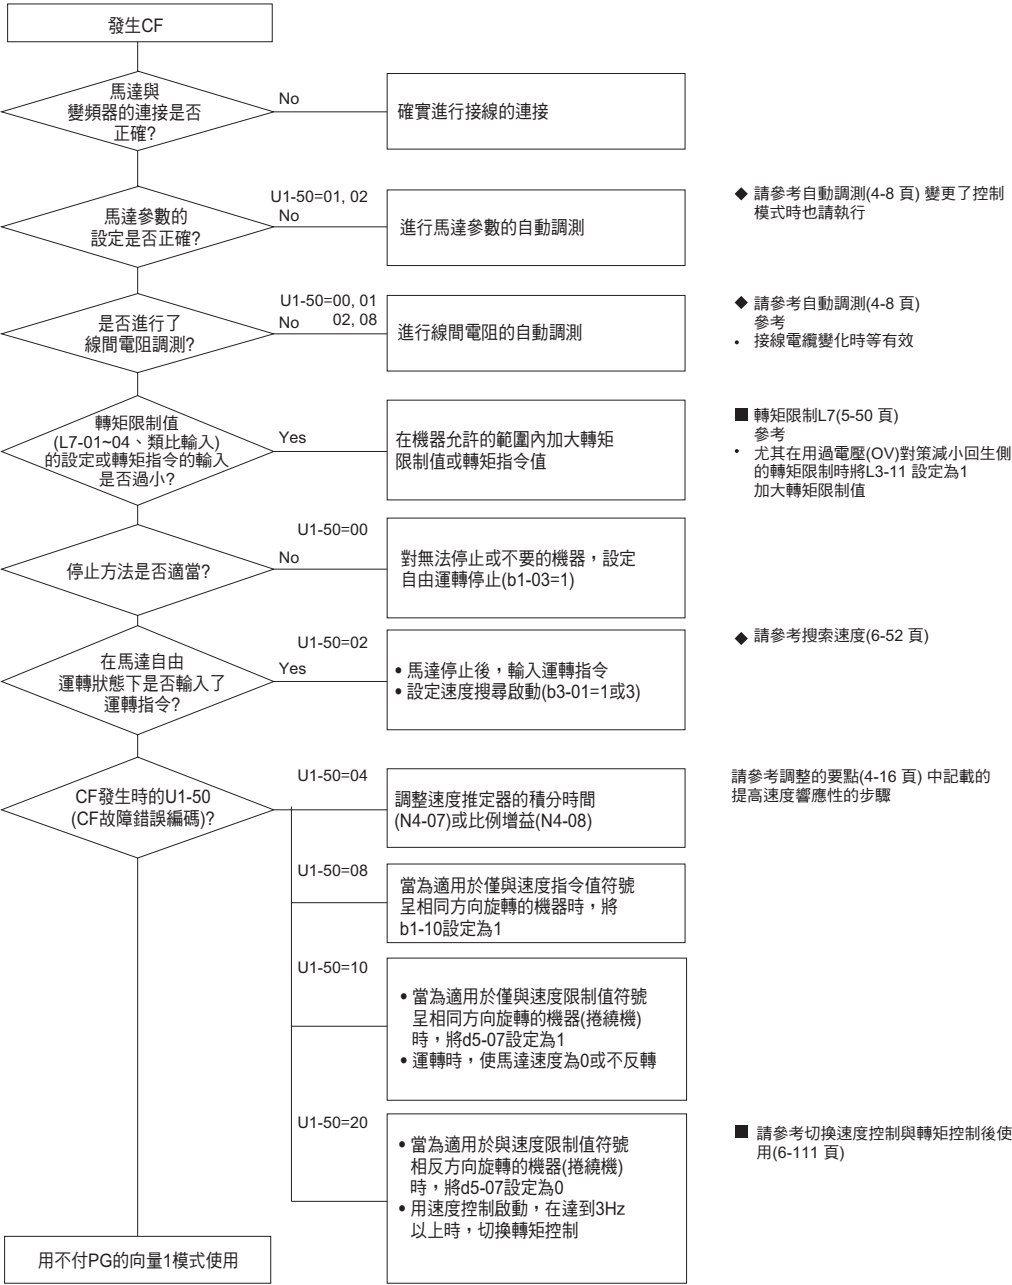 發生CF
馬達與
變頻器的連接是否
正確?
No
確實進行接線的連接
馬達參數的
設定是否正確?
U1-50=01, 02
No
進行馬達參數的自動調測
◆ 請參考自動調測(4-8 頁) 變更了控制
模式時也請執行
是否進行了
線間電阻調測?
U1-50=00, 01
No 02, 08
進行線間電阻的自動調測
◆ 請參考自動調測(4-8 頁)
參考
• 接線電纜變化時等有效
轉矩限制值
(L7-01~04、類比輸入)
的設定或轉矩指令的輸入
是否過小?
Yes
在機器允許的範圍內加大轉矩
限制值或轉矩指令值
■ 轉矩限制L7(5-50 頁)
參考
• 尤其在用過電壓(OV)對策減小回生側
的轉矩限制時將L3-11 設定為1
加大轉矩限制值
停止方法是否適當?
U1-50=00
No
對無法停止或不要的機器，設定
自由運轉停止(b1-03=1)
在馬達自由
運轉狀態下是否輸入了
運轉指令?
U1-50=02
Yes
• 馬達停止後，輸入運轉指令
• 設定速度搜尋啟動(b3-01=1或3)
◆ 請參考搜索速度(6-52 頁)
CF發生時的U1-50
(CF故障錯誤編碼)?
U1-50=04
調整速度推定器的積分時間
(N4-07)或比例增益(N4-08)
請參考調整的要點(4-16 頁) 中記載的
提高速度響應性的步驟
U1-50=08
當為適用於僅與速度指令值符號
呈相同方向旋轉的機器時，將
b1-10設定為1
U1-50=10
• 當為適用於僅與速度限制值符號
呈相同方向旋轉的機器(捲繞機)
時，將d5-07設定為1
• 運轉時，使馬達速度為0或不反轉
U1-50=20
• 當為適用於與速度限制值符號
相反方向旋轉的機器(捲繞機)
時，將d5-07設定為0
• 用速度控制啟動，在達到3Hz
以上時，切換轉矩控制
■ 請參考切換速度控制與轉矩控制後使
用(6-111 頁)
用不付PG的向量1模式使用